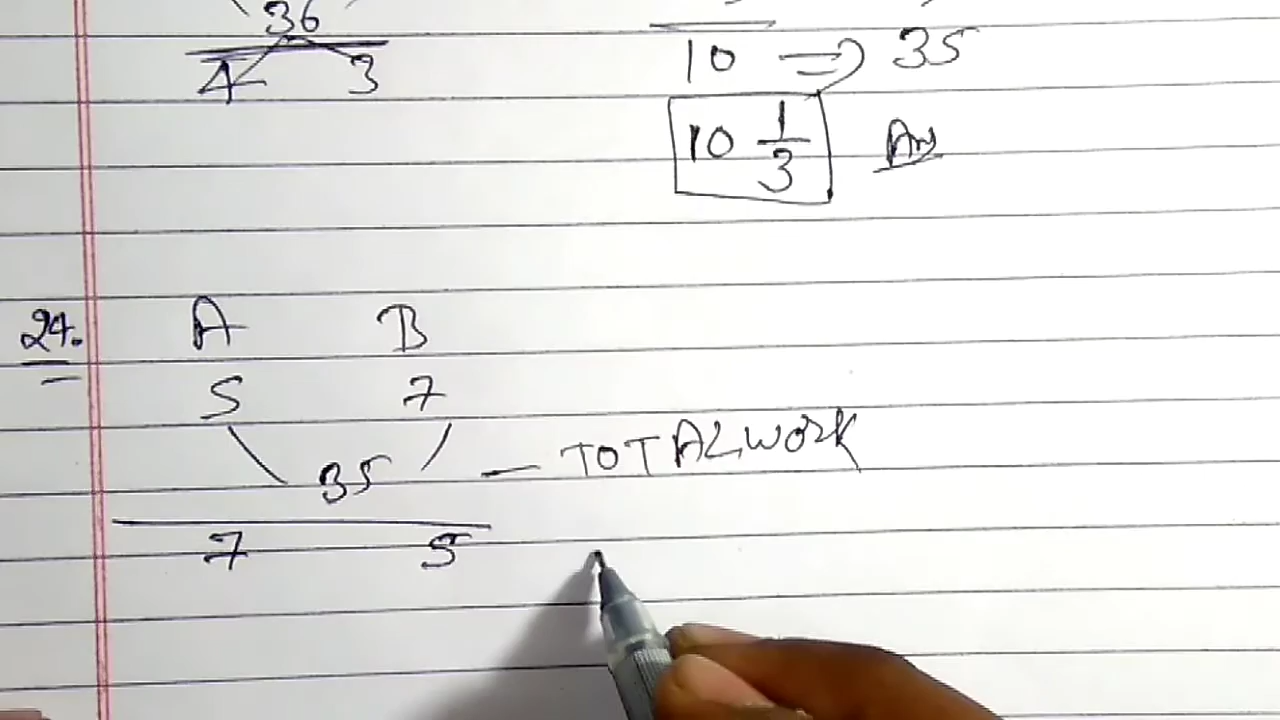 36
4 3
10 ⇒ 35
10 1/3 Ans
24. A B
5 7
35 — TOTAL WORK
7 5